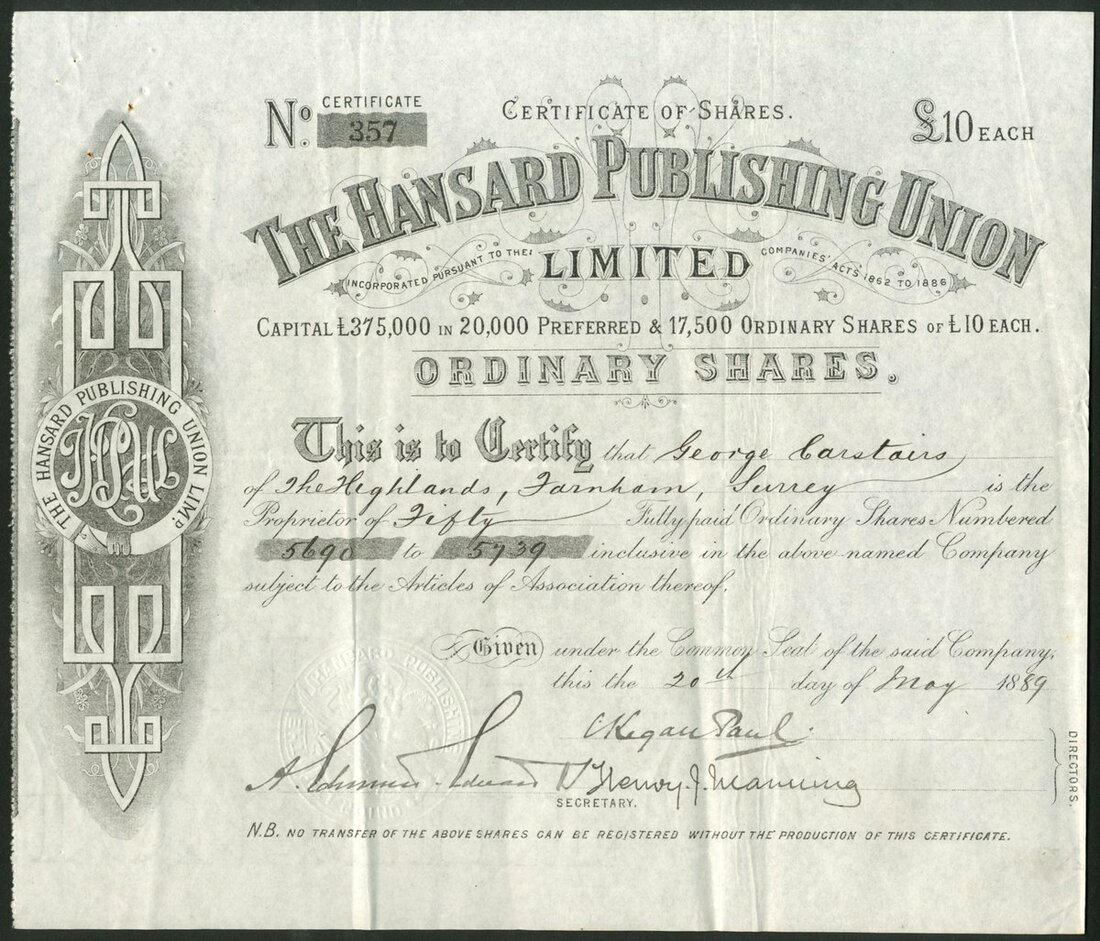 No. CERTIFICATE 357
CERTIFICATE OF SHARES.
£10 EACH
THE HANSARD PUBLISHING UNION
INCORPORATED PURSUANT TO THE LIMITED COMPANIES' ACTS 1862 TO 1886
CAPITAL £375,000 IN 20,000 PREFERRED & 17,500 ORDINARY SHARES OF £10 EACH.
ORDINARY SHARES.
THE HANSARD PUBLISHING UNION LIMD
HPU
This is to Certify that George Carstairs
of The Highlands, Farnham, Surrey is the
Proprietor of Fifty Fully paid Ordinary Shares Numbered
5690 to 5739 inclusive in the above named Company
subject to the Articles of Association thereof.
Given under the Common Seal of the said Company,
this the 20th day of May 1889
HANSARD PUBLISHING
C Kegan Paul
Henry J. Manning
SECRETARY.
DIRECTORS.
N.B. NO TRANSFER OF THE ABOVE SHARES CAN BE REGISTERED WITHOUT THE PRODUCTION OF THIS CERTIFICATE.